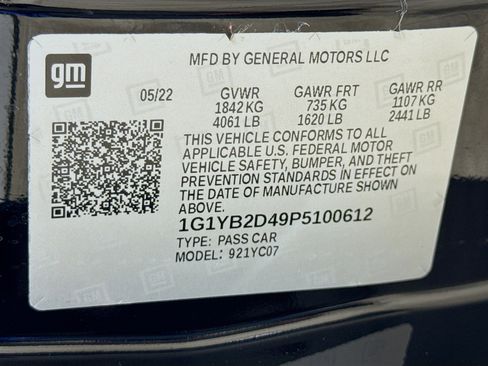 gm
MFD BY GENERAL MOTORS LLC
05/22 GVWR GAWR FRT GAWR RR
1842 KG 735 KG 1107 KG
4061 LB 1620 LB 2441 LB
THIS VEHICLE CONFORMS TO ALL
APPLICABLE U.S. FEDERAL MOTOR
VEHICLE SAFETY, BUMPER, AND THEFT
PREVENTION STANDARDS IN EFFECT ON
THE DATE OF MANUFACTURE SHOWN
ABOVE.
1G1YB2D49P5100612
TYPE: PASS CAR
MODEL: 921YC07